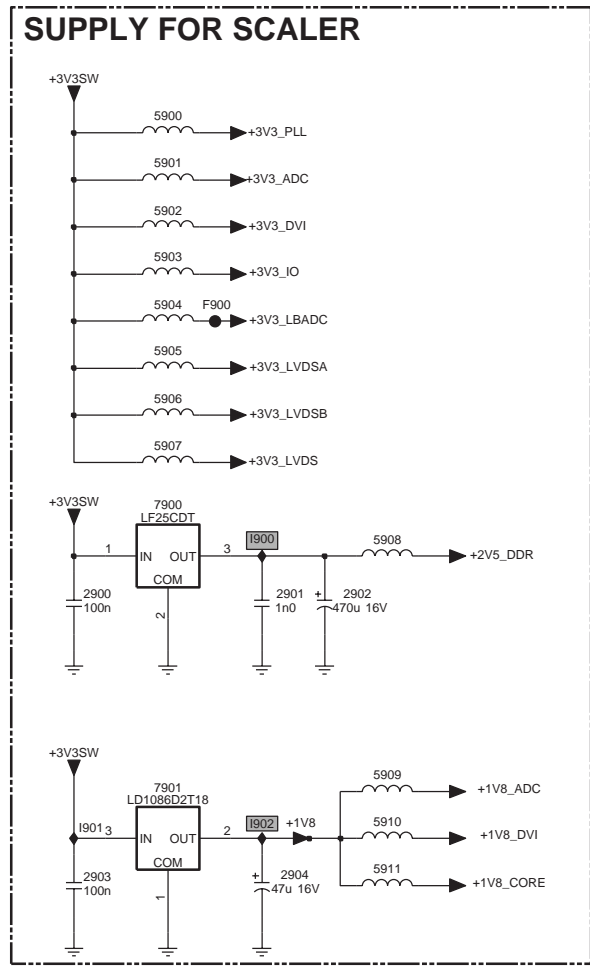 SUPPLY FOR SCALER
+3V3SW
5900
+3V3_PLL
5901
+3V3_ADC
5902
+3V3_DVI
5903
+3V3_IO
5904 F900
+3V3_LBADC
5905
+3V3_LVDSA
5906
+3V3_LVDSB
5907
+3V3_LVDS
+3V3SW
7900
LF25CDT
1 IN OUT 3
COM
2
I900
5908
+2V5_DDR
2900
100n
2901
1n0
+ 2902
470u 16V
+3V3SW
7901
LD1086D2T18
I901 3 IN OUT 2
COM
1
I902 +1V8
5909
+1V8_ADC
5910
+1V8_DVI
5911
+1V8_CORE
2903
100n
+ 2904
47u 16V